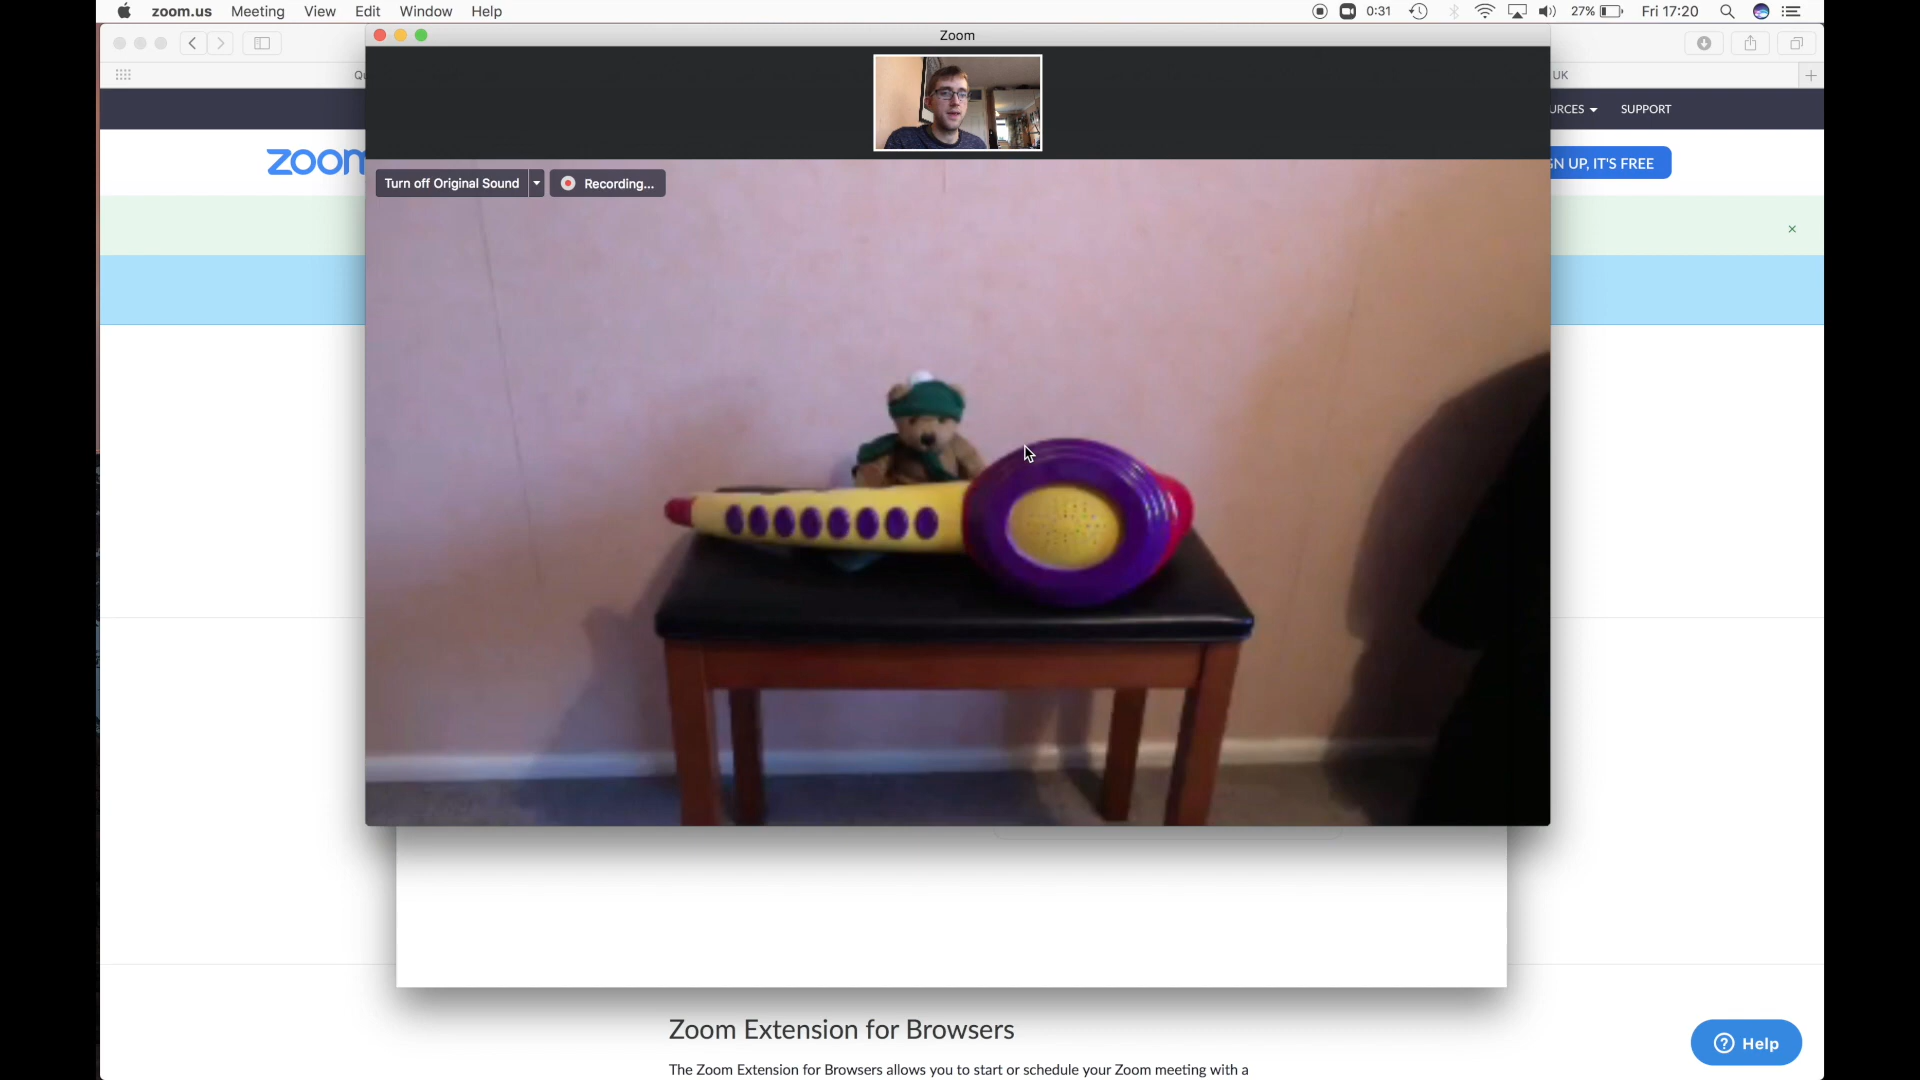 zoom.us Meeting View Edit Window Help 0:31 27% Fri 17:20
Zoom
UK
SUPPORT
zoom
UP, IT'S FREE
Turn off Original Sound Recording...
Zoom Extension for Browsers
The Zoom Extension for Browsers allows you to start or schedule your Zoom meeting with a
Help